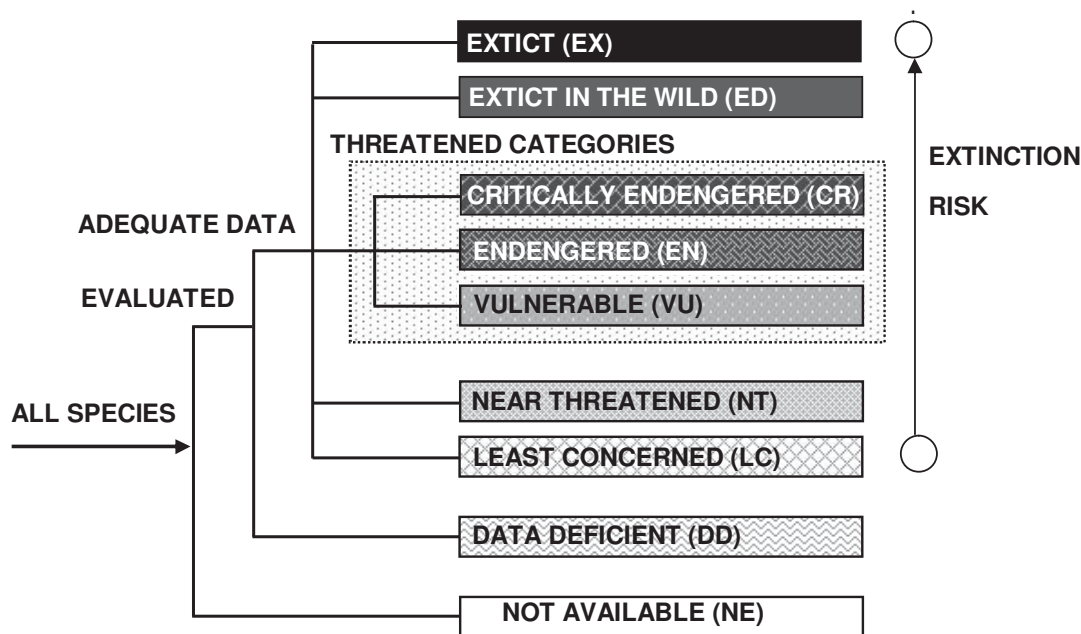 EXTICT (EX)
EXTICT IN THE WILD (ED)
THREATENED CATEGORIES
EXTINCTION
RISK
CRITICALLY ENDENGERED (CR)
ADEQUATE DATA
ENDENGERED (EN)
EVALUATED
VULNERABLE (VU)
NEAR THREATENED (NT)
ALL SPECIES
LEAST CONCERNED (LC)
DATA DEFICIENT (DD)
NOT AVAILABLE (NE)